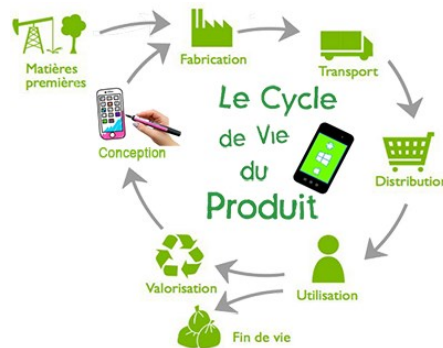 Matières
premières
Fabrication
Transport
Conception
Le Cycle
de Vie
du
Produit
Distribution
Valorisation
Utilisation
Fin de vie